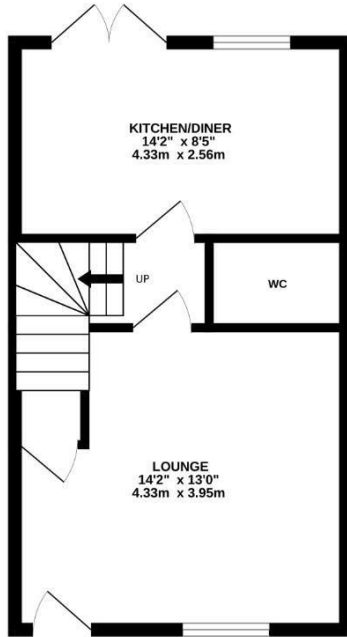 KITCHEN/DINER
14'2" x 8'5"
4.33m x 2.56m
UP
WC
LOUNGE
14'2" x 13'0"
4.33m x 3.95m